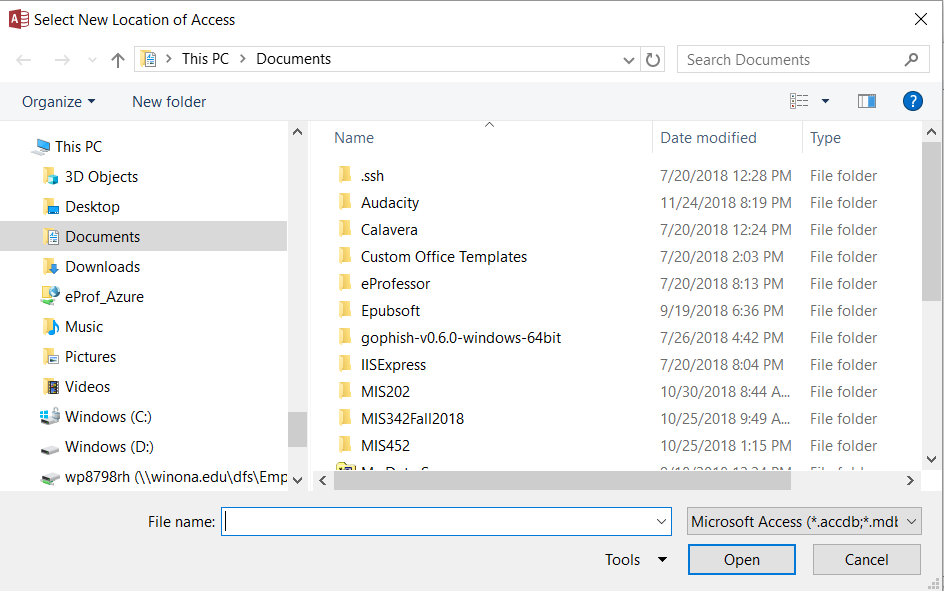 Select New Location of Access
This PC > Documents
Search Documents
Organize
New folder
?
Name
Date modified
Type
This PC
3D Objects
Desktop
Documents
Downloads
eProf_Azure
Music
Pictures
Videos
Windows (C:)
Windows (D:)
wp8798rh (\\winona.edu\dfs\Emp
.ssh 7/20/2018 12:28 PM File folder
Audacity 11/24/2018 8:19 PM File folder
Calavera 7/20/2018 12:24 PM File folder
Custom Office Templates 7/20/2018 2:03 PM File folder
eProfessor 7/20/2018 8:13 PM File folder
Epubsoft 9/19/2018 6:36 PM File folder
gophish-v0.6.0-windows-64bit 7/26/2018 4:42 PM File folder
IISExpress 7/20/2018 8:04 PM File folder
MIS202 10/30/2018 8:44 A... File folder
MIS342Fall2018 10/25/2018 9:49 A... File folder
MIS452 10/25/2018 1:15 PM File folder
File name:
Microsoft Access (*.accdb;*.mdb
Tools
Open
Cancel